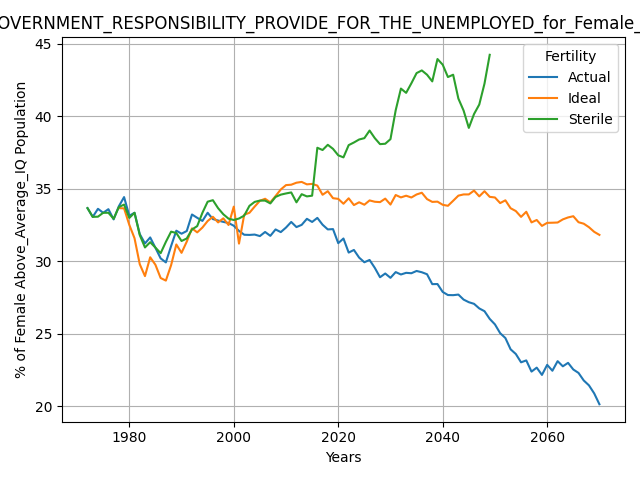 OVERNMENT_RESPONSIBILITY_PROVIDE_FOR_THE_UNEMPLOYED_for_Female_
45
40
35
30
25
20
% of Female Above_Average_IQ Population
Fertility
Actual
Ideal
Sterile
1980 2000 2020 2040 2060
Years